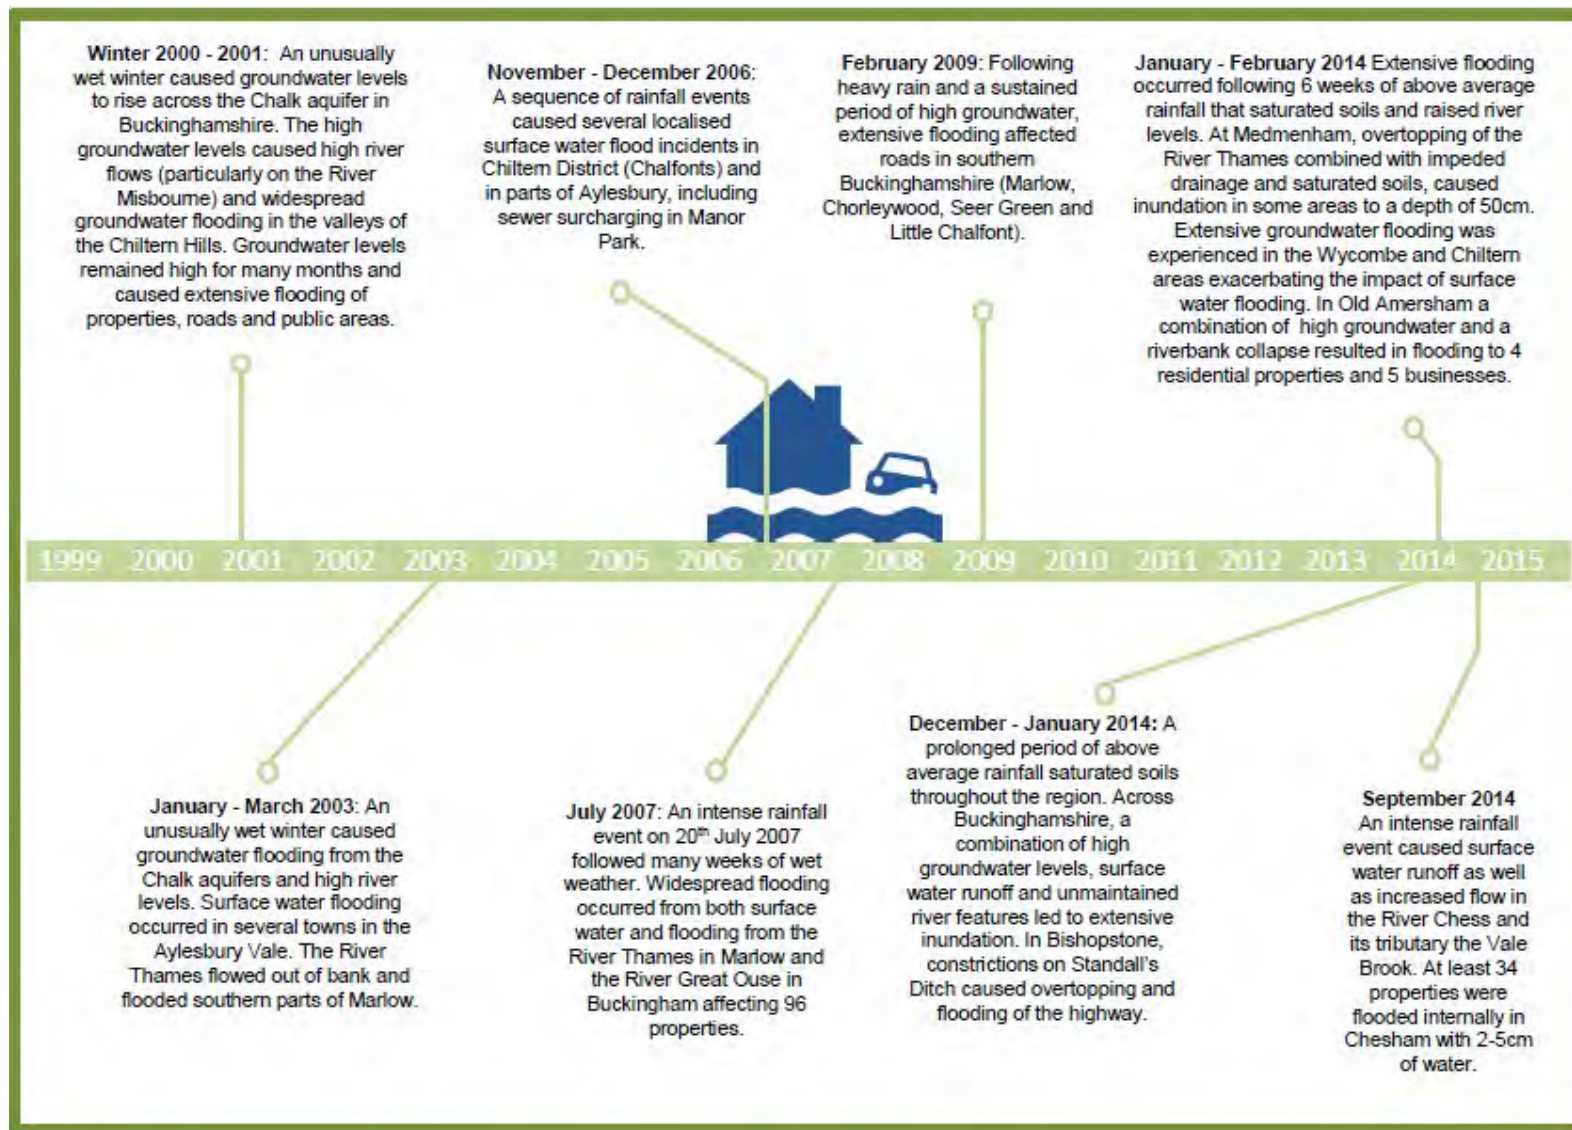 Winter 2000 - 2001: An unusually
wet winter caused groundwater levels
to rise across the Chalk aquifer in
Buckinghamshire. The high
groundwater levels caused high river
flows (particularly on the River
Misbourne) and widespread
groundwater flooding in the valleys of
the Chiltern Hills. Groundwater levels
remained high for many months and
caused extensive flooding of
properties, roads and public areas.
November - December 2006:
A sequence of rainfall events
caused several localised
surface water flood incidents in
Chiltern District (Chalfonts) and
in parts of Aylesbury, including
sewer surcharging in Manor
Park.
February 2009: Following
heavy rain and a sustained
period of high groundwater,
extensive flooding affected
roads in southern
Buckinghamshire (Marlow,
Chorleywood, Seer Green and
Little Chalfont).
January - February 2014 Extensive flooding
occurred following 6 weeks of above average
rainfall that saturated soils and raised river
levels. At Medmenham, overtopping of the
River Thames combined with impeded
drainage and saturated soils, caused
inundation in some areas to a depth of 50cm.
Extensive groundwater flooding was
experienced in the Wycombe and Chiltern
areas exacerbating the impact of surface
water flooding. In Old Amersham a
combination of high groundwater and a
riverbank collapse resulted in flooding to 4
residential properties and 5 businesses.
1999 2000 2001 2002 2003 2004 2005 2006 2007 2008 2009 2010 2011 2012 2013 2014 2015
January - March 2003: An
unusually wet winter caused
groundwater flooding from the
Chalk aquifers and high river
levels. Surface water flooding
occurred in several towns in the
Aylesbury Vale. The River
Thames flowed out of bank and
flooded southern parts of Marlow.
July 2007: An intense rainfall
event on 20th July 2007
followed many weeks of wet
weather. Widespread flooding
occurred from both surface
water and flooding from the
River Thames in Marlow and
the River Great Ouse in
Buckingham affecting 96
properties.
December - January 2014: A
prolonged period of above
average rainfall saturated soils
throughout the region. Across
Buckinghamshire, a
combination of high
groundwater levels, surface
water runoff and unmaintained
river features led to extensive
inundation. In Bishopstone,
constrictions on Standall's
Ditch caused overtopping and
flooding of the highway.
September 2014
An intense rainfall
event caused surface
water runoff as well
as increased flow in
the River Chess and
its tributary the Vale
Brook. At least 34
properties were
flooded internally in
Chesham with 2-5cm
of water.